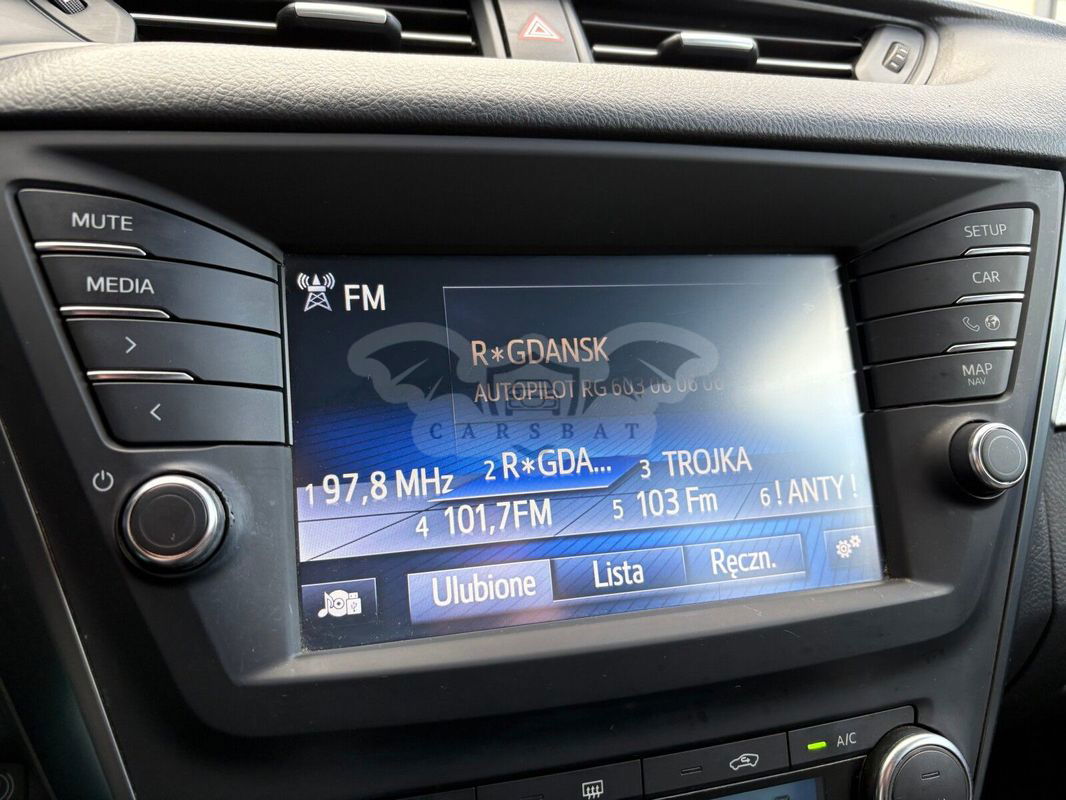 MUTE
MEDIA
SETUP
CAR
MAP
NAV
FM
R*GDANSK
AUTOPILOT RG 603 06 06 00
CARSBAT
1 97,8 MHz
2 R*GDA...
3 TROJKA
4 101,7FM
5 103 Fm
6 ! ANTY !
Ulubione
Lista
Ręczn.
A/C